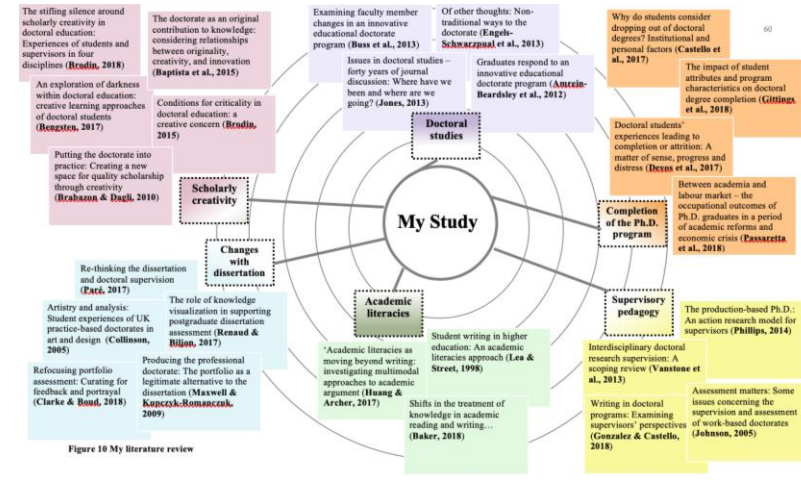 The stifling silence around
scholarly creativity in
doctoral education:
Experiences of students
and supervisors in four
disciplines (Brodin, 2018)
The doctorate as an original
contribution to knowledge:
considering relationships
between originality,
creativity, and innovation
(Baptista et al., 2015)
An exploration of darkness
within doctoral education:
creative learning approaches
of doctoral students
(Bengsten, 2017)
Conditions for criticality in
doctoral education: a
creative concern (Brodin,
2015)
Putting the doctorate into
practice: Creating a new
space for quality scholarship
through creativity
(Brabazon & Dagli, 2010)
Scholarly
creativity
Examining faculty member
changes in an innovative
educational doctorate
program (Buss et al., 2013)
Of other thoughts: Non-
traditional ways to the
doctorate (Engels-
Schwarzpaul et al., 2013)
Issues in doctoral studies –
forty years of journal
discussion: Where have we
been and where are we
going? (Jones, 2013)
Graduates respond to an
innovative educational
doctorate program (Amrein-
Beardsley et al., 2012)
Doctoral
studies
60
Why do students consider
dropping out of doctoral
degrees? Institutional and
personal factors (Castello et
al., 2017)
The impact of student
attributes and program
characteristics on doctoral
degree completion (Gittings
et al., 2018)
Doctoral students'
experiences leading to
completion or attrition: A
matter of sense, progress and
distress (Devos et al., 2017)
Between academia and
labour market – the
occupational outcomes of
Ph.D. graduates in a period
of academic reforms and
economic crisis (Passaretta
et al., 2018)
Completion
of the Ph.D.
program
My Study
Changes
with
dissertation
Re-thinking the dissertation
and doctoral supervision
(Paré, 2017)
Artistry and analysis:
Student experiences of UK
practice-based doctorates in
art and design (Collinson,
2005)
The role of knowledge
visualization in supporting
postgraduate dissertation
assessment (Renaud &
Biljon, 2017)
Refocusing portfolio
assessment: Curating for
feedback and portrayal
(Clarke & Boud, 2018)
Producing the professional
doctorate: The portfolio as a
legitimate alternative to the
dissertation (Maxwell &
Kupczyk-Romanczuk,
2009)
Academic
literacies
'Academic literacies as
moving beyond writing:
investigating multimodal
approaches to academic
argument (Huang &
Archer, 2017)
Student writing in higher
education: An academic
literacies approach (Lea &
Street, 1998)
Shifts in the treatment of
knowledge in academic
reading and writing…
(Baker, 2018)
Supervisory
pedagogy
The production-based Ph.D.:
An action research model for
supervisors (Phillips, 2014)
Interdisciplinary doctoral
research supervision: A
scoping review (Vanstone et
al., 2013)
Writing in doctoral
programs: Examining
supervisors' perspectives
(Gonzalez & Castello,
2018)
Assessment matters: Some
issues concerning the
supervision and assessment
of work-based doctorates
(Johnson, 2005)
Figure 10 My literature review